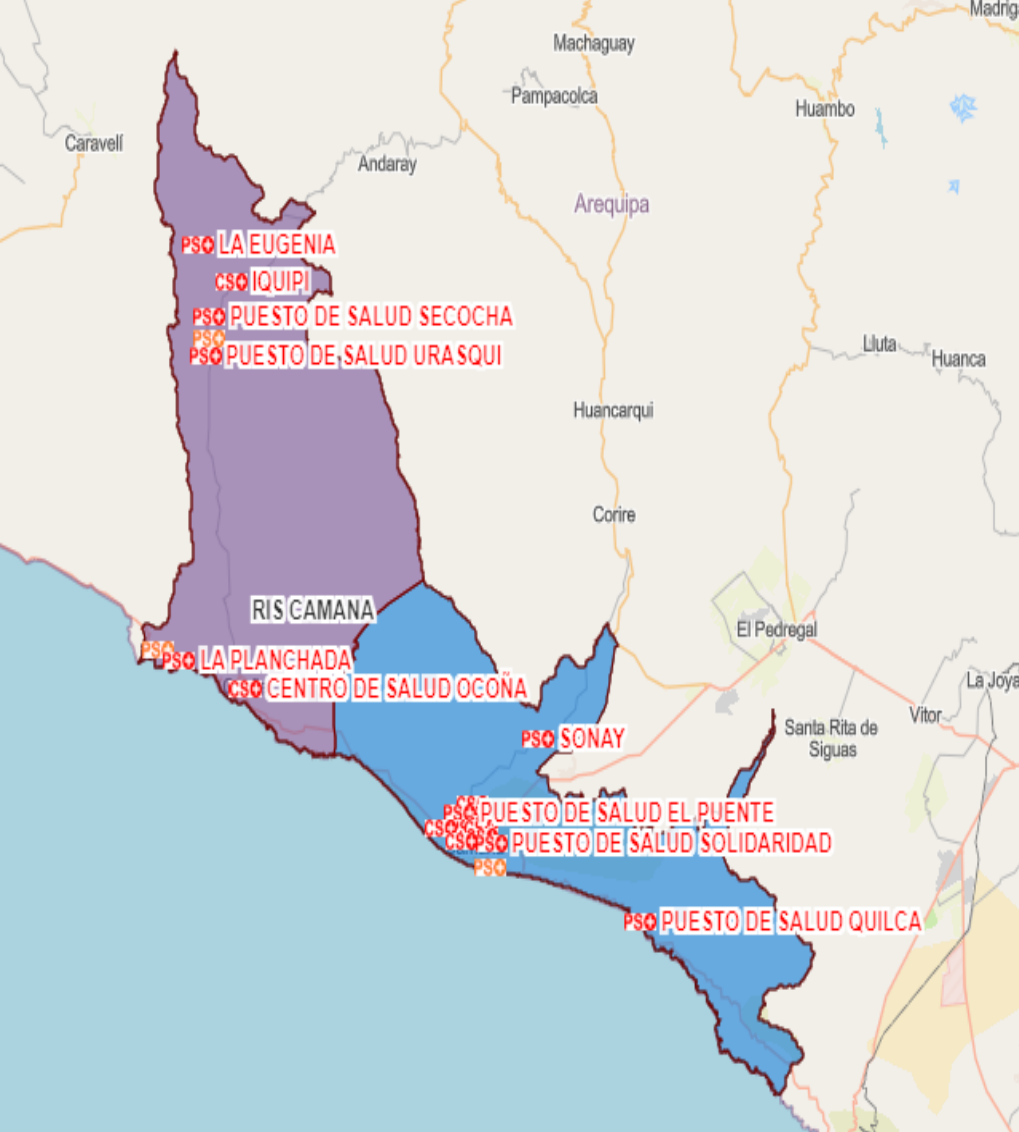 Madrig
Machaguay
Pampacolca
Huambo
Caravelí
Andaray
Arequipa
PS LA EUGENIA
CS IQUIPI
PUESTO DE SALUD SECOCHA
PS
PS
PS PUESTO DE SALUD URASQUI
Lluta
Huanca
Huancarqui
Corire
RIS CAMANA
El Pedregal
PS
PS LA PLANCHADA
CS CENTRO DE SALUD OCOÑA
La Joya
Vitor
Santa Rita de
Siguas
PS SONAY
PS PUESTO DE SALUD EL PUENTE
CS
CS PS PUESTO DE SALUD SOLIDARIDAD
PS
PS PUESTO DE SALUD QUILCA